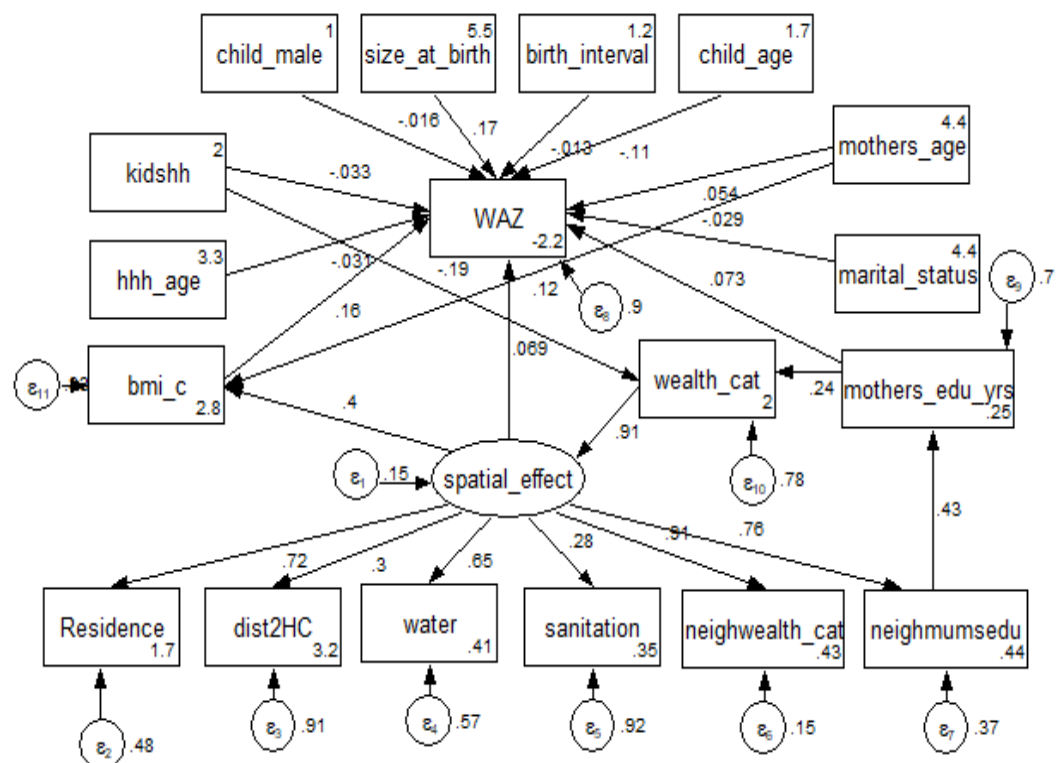 1
child_male
5.5
size_at_birth
1.2
birth_interval
1.7
child_age
-.016
.17
-.013
-.11
2
kidshh
4.4
mothers_age
-.033
WAZ
-2.2
.054
-.029
3.3
hhh_age
-.031
-.19
.12
4.4
marital_status
ε9
.7
.073
ε8
.9
.16
.069
ε11
bmi_c
2.8
wealth_cat
2
.24
mothers_edu_yrs
.25
.4
.91
ε1
.15
spatial_effect
ε10
.78
.43
.72
.3
.65
.28
.91
.76
Residence
1.7
dist2HC
3.2
water
.41
sanitation
.35
neighwealth_cat
.43
neighmumsedu
.44
ε2
.48
ε3
.91
ε4
.57
ε5
.92
ε6
.15
ε7
.37